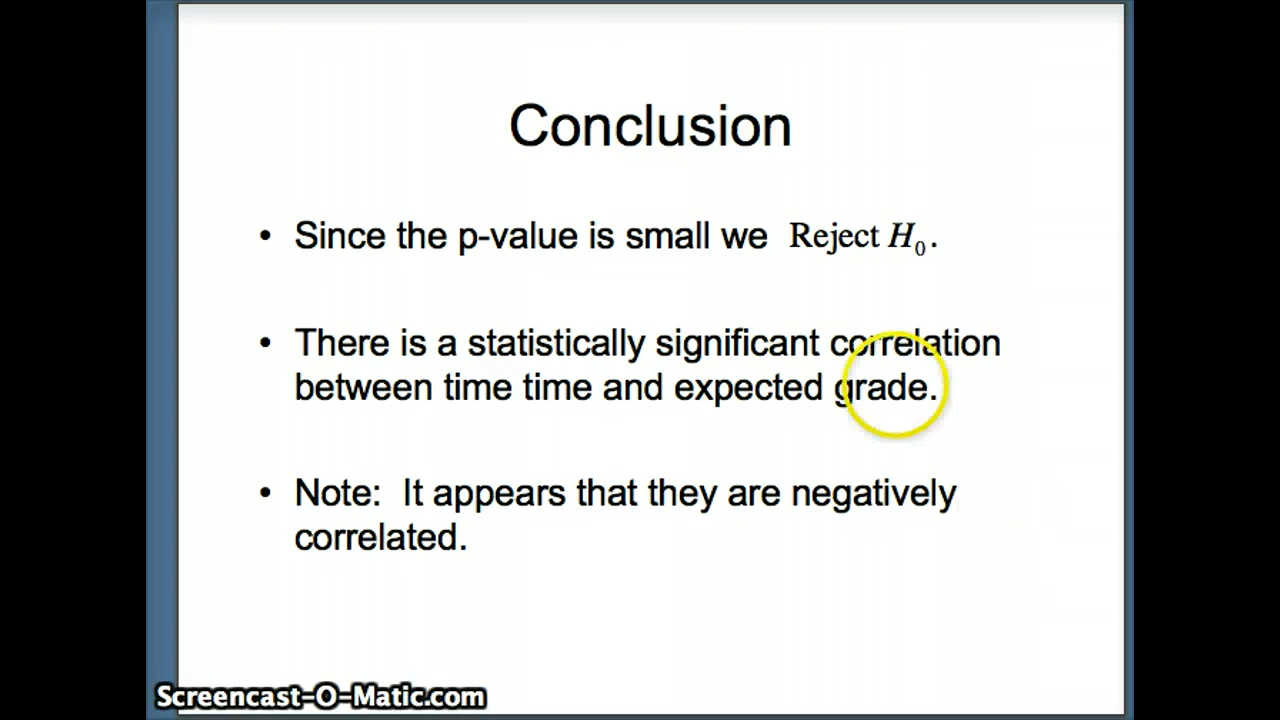 Conclusion
• Since the p-value is small we Reject H₀.
• There is a statistically significant correlation
between time time and expected grade.
• Note: It appears that they are negatively
correlated.
Screencast-O-Matic.com